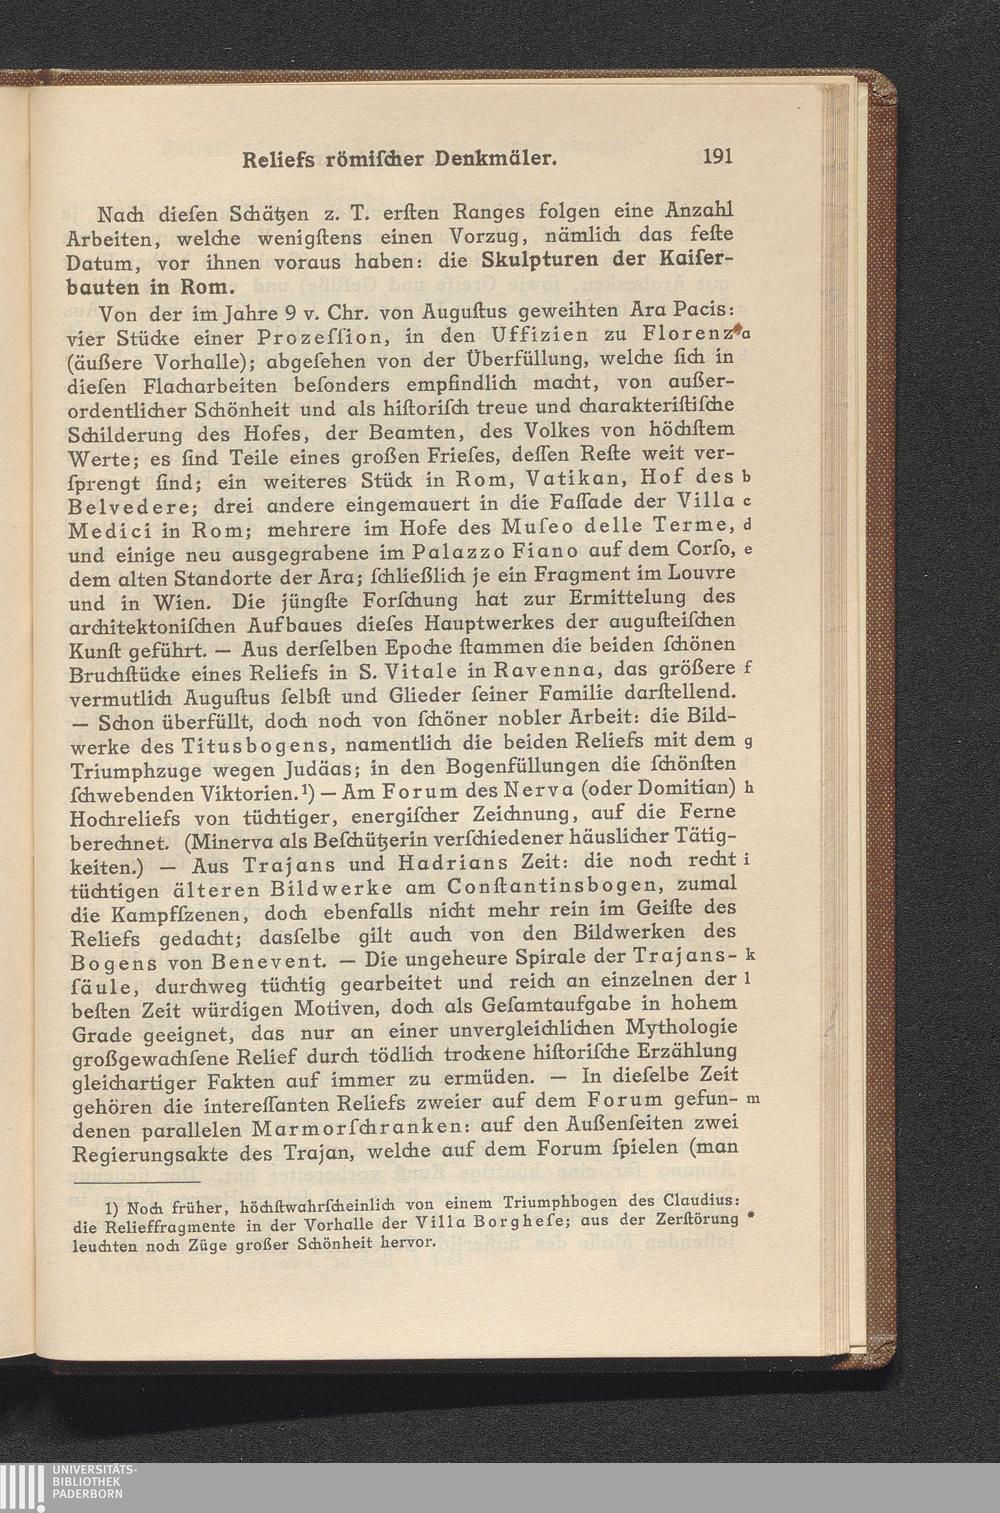 Reliefs römiſcher Denkmäler. 191
Nach dieſen Schätzen z. T. erſten Ranges folgen eine Anzahl
Arbeiten, welche wenigſtens einen Vorzug, nämlich das feſte
Datum, vor ihnen voraus haben: die Skulpturen der Kaiſer-
bauten in Rom.
Von der im Jahre 9 v. Chr. von Auguſtus geweihten Ara Pacis:
vier Stücke einer Prozeſſion, in den Uffizien zu Florenz a
(äußere Vorhalle); abgeſehen von der Überfüllung, welche ſich in
dieſen Flacharbeiten beſonders empfindlich macht, von außer-
ordentlicher Schönheit und als hiſtoriſch treue und charakteriſtiſche
Schilderung des Hofes, der Beamten, des Volkes von höchſtem
Werte; es ſind Teile eines großen Frieſes, deſſen Reſte weit ver-
ſprengt ſind; ein weiteres Stück in Rom, Vatikan, Hof des b
Belvedere; drei andere eingemauert in die Faſſade der Villa c
Medici in Rom; mehrere im Hofe des Muſeo delle Terme, d
und einige neu ausgegrabene im Palazzo Fiano auf dem Corſo, e
dem alten Standorte der Ara; ſchließlich je ein Fragment im Louvre
und in Wien. Die jüngſte Forſchung hat zur Ermittelung des
architektoniſchen Aufbaues dieſes Hauptwerkes der auguſteiſchen
Kunſt geführt. — Aus derſelben Epoche ſtammen die beiden ſchönen
Bruchſtücke eines Reliefs in S. Vitale in Ravenna, das größere f
vermutlich Auguſtus ſelbſt und Glieder ſeiner Familie darſtellend.
— Schon überfüllt, doch noch von ſchöner nobler Arbeit: die Bild-
werke des Titusbogens, namentlich die beiden Reliefs mit dem g
Triumphzuge wegen Judäas; in den Bogenfüllungen die ſchönſten
ſchwebenden Viktorien.¹) — Am Forum des Nerva (oder Domitian) h
Hochreliefs von tüchtiger, energiſcher Zeichnung, auf die Ferne
berechnet. (Minerva als Beſchützerin verſchiedener häuslicher Tätig-
keiten.) — Aus Trajans und Hadrians Zeit: die noch recht i
tüchtigen älteren Bildwerke am Conſtantinsbogen, zumal
die Kampfſzenen, doch ebenfalls nicht mehr rein im Geiſte des
Reliefs gedacht; dasſelbe gilt auch von den Bildwerken des
Bogens von Benevent. — Die ungeheure Spirale der Trajans- k
ſäule, durchweg tüchtig gearbeitet und reich an einzelnen der l
beſten Zeit würdigen Motiven, doch als Geſamtaufgabe in hohem
Grade geeignet, das nur an einer unvergleichlichen Mythologie
großgewachſene Relief durch tödlich trockene hiſtoriſche Erzählung
gleichartiger Fakten auf immer zu ermüden. — In dieſelbe Zeit
gehören die intereſſanten Reliefs zweier auf dem Forum gefun- m
denen parallelen Marmorſchranken: auf den Außenſeiten zwei
Regierungsakte des Trajan, welche auf dem Forum ſpielen (man
1) Noch früher, höchſtwahrſcheinlich von einem Triumphbogen des Claudius:
die Relieffragmente in der Vorhalle der Villa Borgheſe; aus der Zerſtörung *
leuchten noch Züge großer Schönheit hervor.
UNIVERSITÄTS-
BIBLIOTHEK
PADERBORN